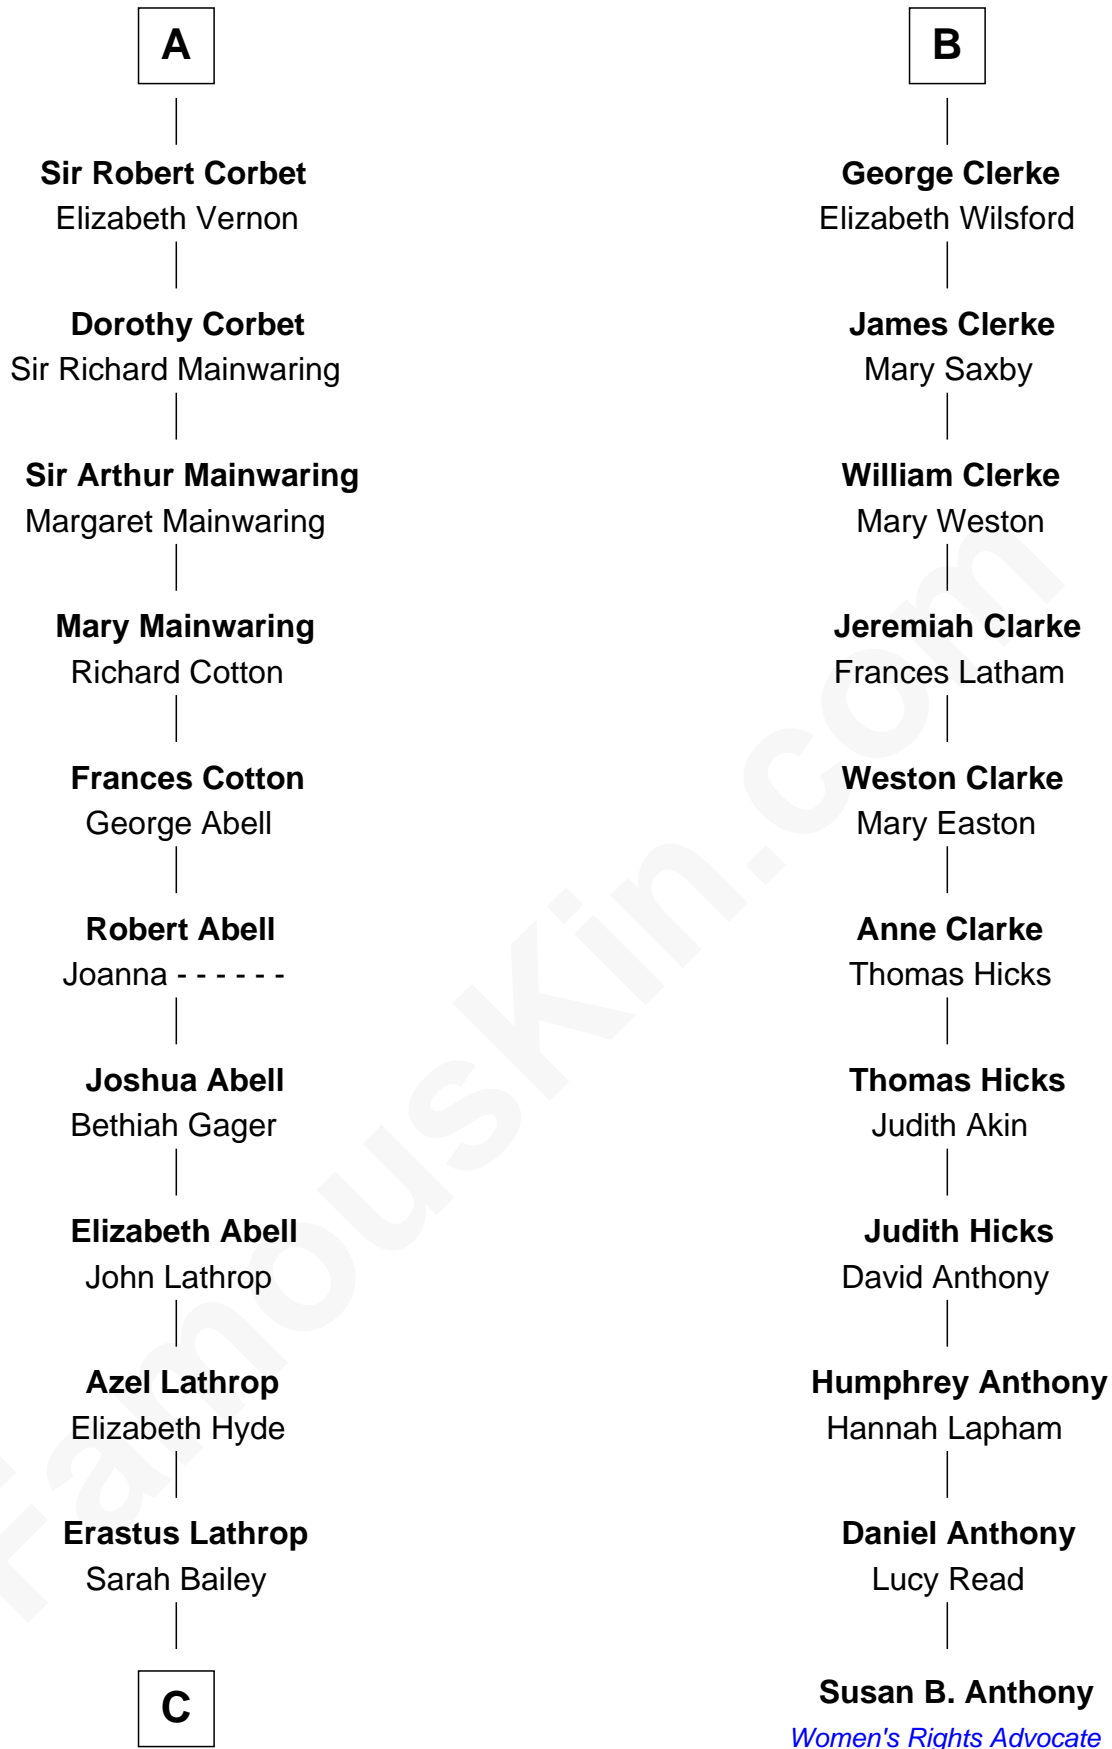 A
Sir Robert Corbet
Elizabeth Vernon
Dorothy Corbet
Sir Richard Mainwaring
Sir Arthur Mainwaring
Margaret Mainwaring
Mary Mainwaring
Richard Cotton
Frances Cotton
George Abell
Robert Abell
Joanna - - - - - -
Joshua Abell
Bethiah Gager
Elizabeth Abell
John Lathrop
Azel Lathrop
Elizabeth Hyde
Erastus Lathrop
Sarah Bailey
C
B
George Clerke
Elizabeth Wilsford
James Clerke
Mary Saxby
William Clerke
Mary Weston
Jeremiah Clarke
Frances Latham
Weston Clarke
Mary Easton
Anne Clarke
Thomas Hicks
Thomas Hicks
Judith Akin
Judith Hicks
David Anthony
Humphrey Anthony
Hannah Lapham
Daniel Anthony
Lucy Read
Susan B. Anthony
Women's Rights Advocate
FamousKin.com